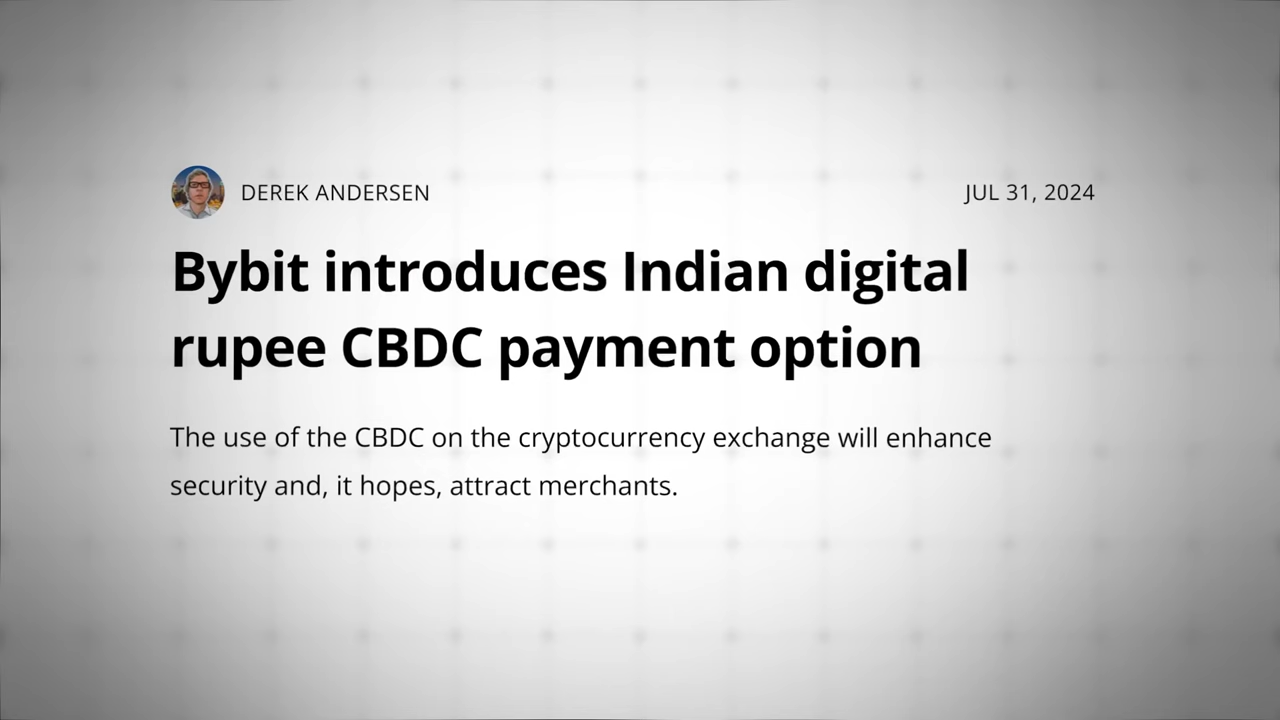 DEREK ANDERSEN
JUL 31, 2024
Bybit introduces Indian digital
rupee CBDC payment option
The use of the CBDC on the cryptocurrency exchange will enhance
security and, it hopes, attract merchants.